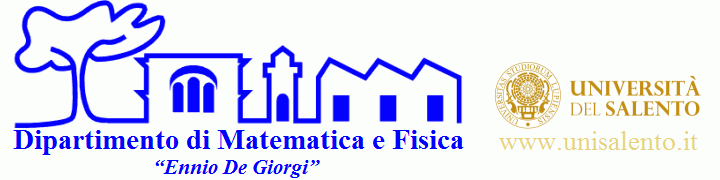 Dipartimento di Matematica e Fisica
“Ennio De Giorgi”
UNIVERSITÀ
DEL SALENTO
www.unisalento.it